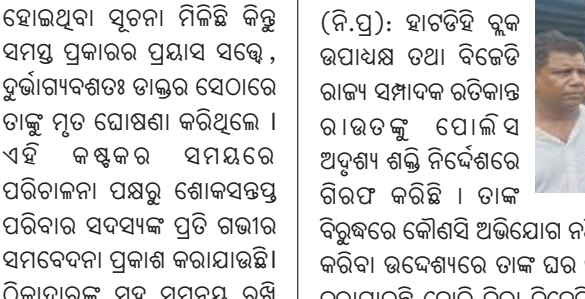 ହୋଇଥିବା ସୂଚନା ମିଳିଛି କିନ୍ତୁ
ସମସ୍ତ ପ୍ରକାରର ପ୍ରୟାସ ସତ୍ତ୍ୱେ,
ଦୁର୍ଭାଗ୍ୟବଶତଃ ଡାକ୍ତର ସେଠାରେ
ତାଙ୍କୁ ମୃତ ଘୋଷଣା କରିଥିଲେ ।
ଏହି କଷ୍ଟକର ସମୟରେ
ପରିଚାଳନା ପକ୍ଷରୁ ଶୋକସନ୍ତପ୍ତ
ପରିବାର ସଦସ୍ୟଙ୍କ ପ୍ରତି ଗଭୀର
ସମବେଦନା ପ୍ରକାଶ କରାଯାଉଛି।
(ନି.ପ୍ର): ହାଟଡିହି ବ୍ଲକ
ଉପାଧ୍ୟକ୍ଷ ତଥା ବିଜେଡି
ରାଜ୍ୟ ସମ୍ପାଦକ ରତିକାନ୍ତ
ରାଉତଙ୍କୁ ପୋଲିସ
ଅଦୃଶ୍ୟ ଶକ୍ତି ନିର୍ଦ୍ଦେଶରେ
ଗିରଫ କରିଛି । ତାଙ୍କ
ବିରୁଦ୍ଧରେ କୌଣସି ଅଭିଯୋଗ
କରିବା ଉଦ୍ଦେଶ୍ୟରେ ତାଙ୍କ ଘର